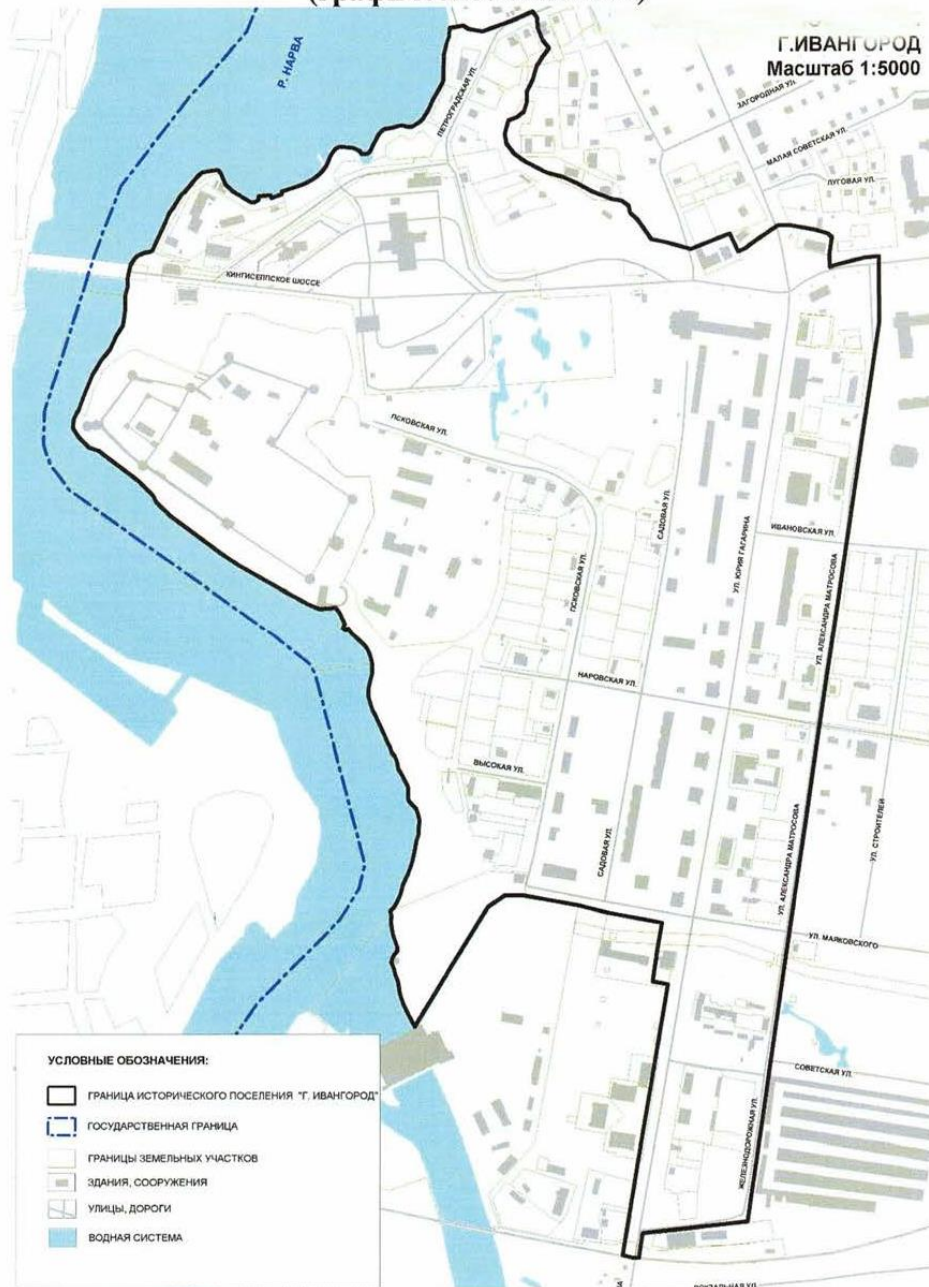 Г.ИВАНГОРОД
Масштаб 1:5000
Р. НАРВА
ПЕТРОГРАДСКАЯ УЛ.
ЗАГОРОДНАЯ УЛ.
МАЛАЯ СОВЕТСКАЯ УЛ.
ЛУГОВАЯ УЛ.
КИНГИСЕППСКОЕ ШОССЕ
ПСКОВСКАЯ УЛ.
САДОВАЯ УЛ.
УЛ. ЮРИЯ ГАГАРИНА
ИВАНОВСКАЯ УЛ.
ПСКОВСКАЯ УЛ.
УЛ. АЛЕКСАНДРА МАТРОСОВА
НАРОВСКАЯ УЛ.
ВЫСОКАЯ УЛ.
САДОВАЯ УЛ.
УЛ. АЛЕКСАНДРА МАТРОСОВА
УЛ. СТРОИТЕЛЕЙ
УЛ. МАЯКОВСКОГО
СОВЕТСКАЯ УЛ.
ЖЕЛЕЗНОДОРОЖНАЯ УЛ.
УСЛОВНЫЕ ОБОЗНАЧЕНИЯ:
ГРАНИЦА ИСТОРИЧЕСКОГО ПОСЕЛЕНИЯ "Г. ИВАНГОРОД"
ГОСУДАРСТВЕННАЯ ГРАНИЦА
ГРАНИЦЫ ЗЕМЕЛЬНЫХ УЧАСТКОВ
ЗДАНИЯ, СООРУЖЕНИЯ
УЛИЦЫ, ДОРОГИ
ВОДНАЯ СИСТЕМА